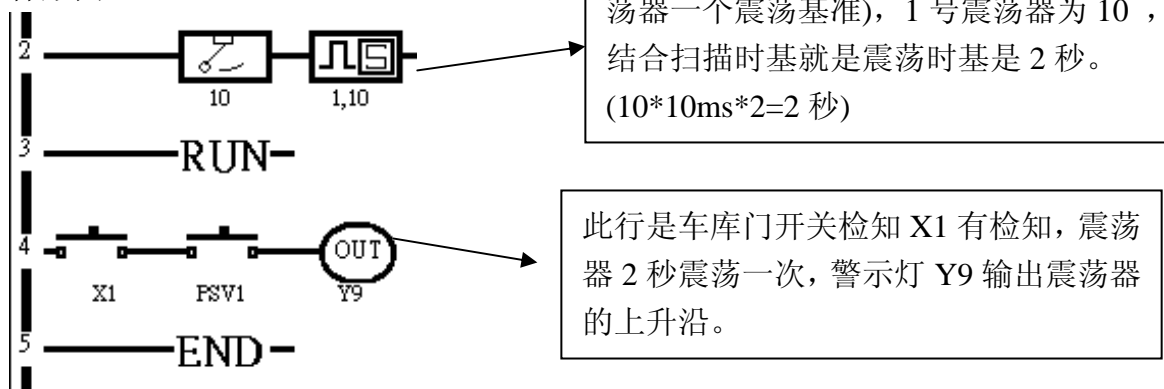 荡器一个震荡基准)，1 号震荡器为 10 ，
结合扫描时基就是震荡时基是 2 秒。
(10*10ms*2=2 秒)
2
10
1,10
3
RUN
此行是车库门开关检知 X1 有检知，震荡
器 2 秒震荡一次，警示灯 Y9 输出震荡器
的上升沿。
4
OUT
X1
PSV1
Y9
5
END